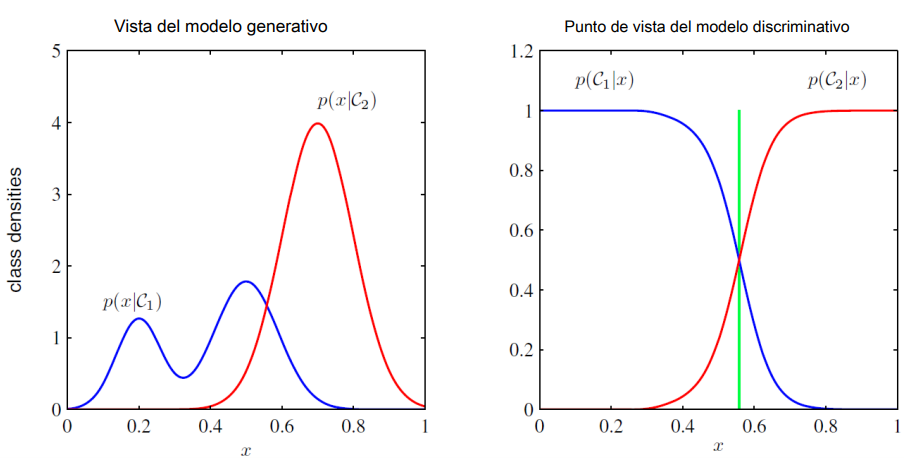 Vista del modelo generativo
5
4
3
2
1
0
0
0.2
0.4
0.6
0.8
1
class densities
x
p(x|C₁)
p(x|C₂)
Punto de vista del modelo discriminativo
1.2
1
0.8
0.6
0.4
0.2
0
0
0.2
0.4
0.6
0.8
1
x
p(C₁|x)
p(C₂|x)